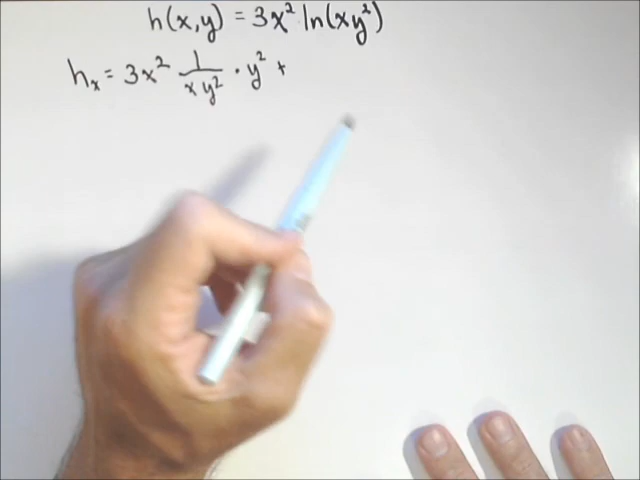 h(x,y) = 3x² ln(xy²)
hₓ = 3x² 1/xy² · y² +